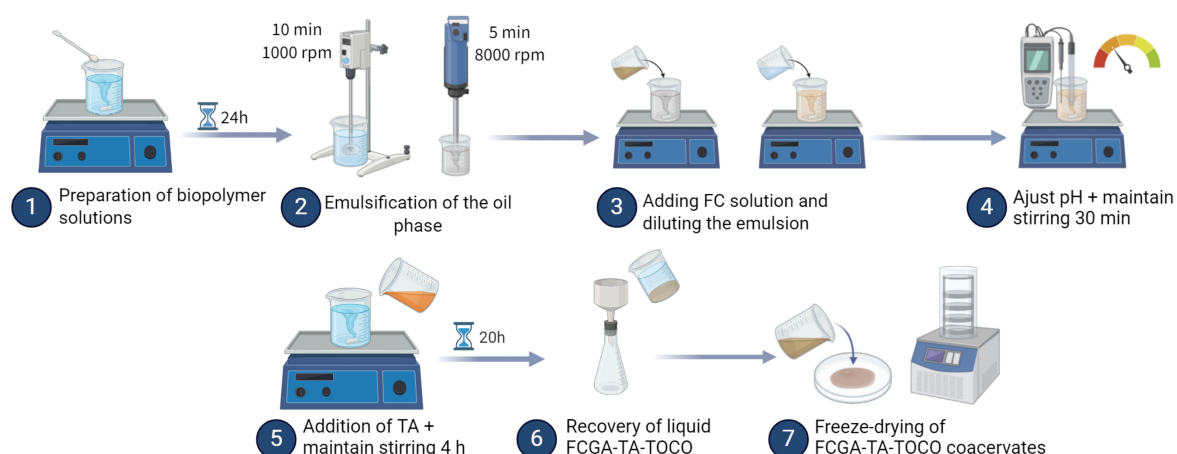 10 min
1000 rpm
5 min
8000 rpm
24h
1
Preparation of biopolymer
solutions
2
Emulsification of the oil
phase
3
Adding FC solution and
diluting the emulsion
4
Ajust pH + maintain
stirring 30 min
20h
5
Addition of TA +
maintain stirring 4 h
6
Recovery of liquid
FCGA-TA-TOCO
7
Freeze-drying of
FCGA-TA-TOCO coacervates